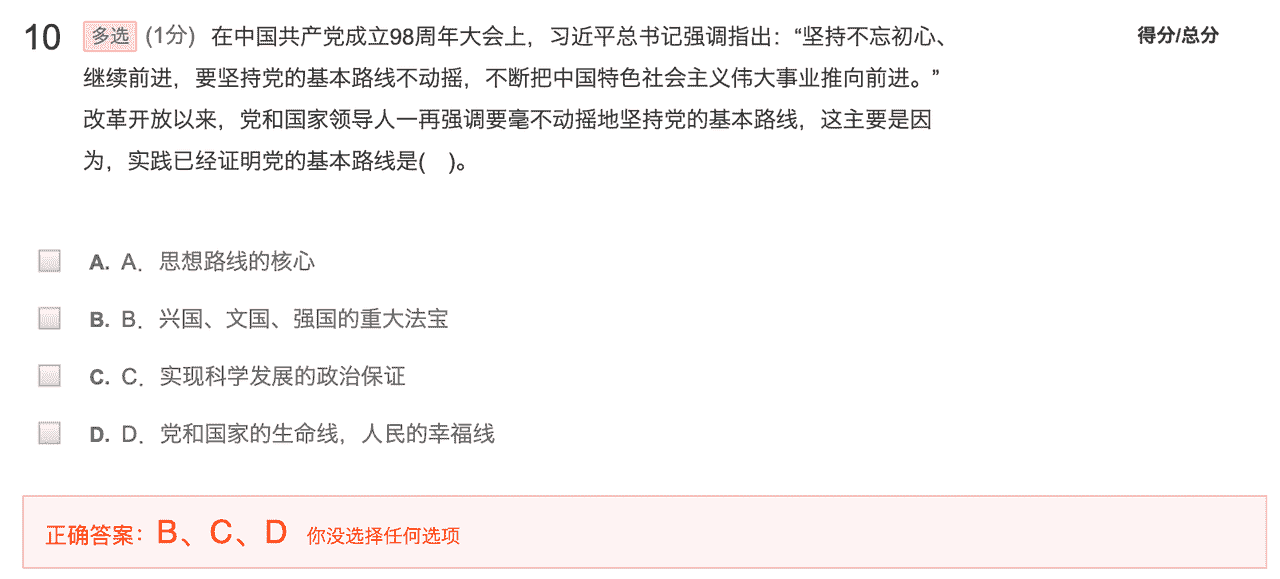 10 多选 (1分) 在中国共产党成立98周年大会上，习近平总书记强调指出：“坚持不忘初心、 得分/总分
继续前进，要坚持党的基本路线不动摇，不断把中国特色社会主义伟大事业推向前进。”
改革开放以来，党和国家领导人一再强调要毫不动摇地坚持党的基本路线，这主要是因
为，实践已经证明党的基本路线是( )。
A. A．思想路线的核心
B. B．兴国、文国、强国的重大法宝
C. C．实现科学发展的政治保证
D. D．党和国家的生命线，人民的幸福线
正确答案：B、C、D 你没选择任何选项